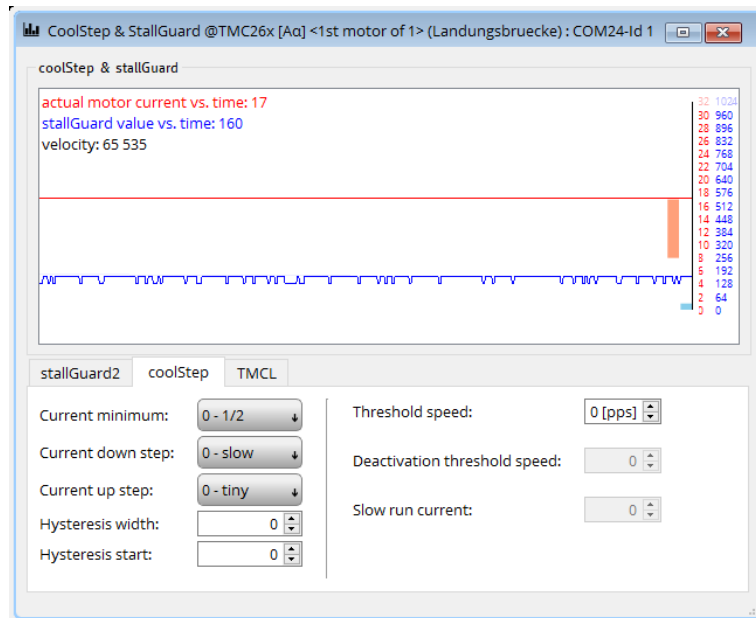 CoolStep & StallGuard @TMC26x [Aα] <1st motor of 1> (Landungsbruecke) : COM24-Id 1
coolStep & stallGuard
actual motor current vs. time: 17
stallGuard value vs. time: 160
velocity: 65 535
32 1024
30 960
28 896
26 832
24 768
22 704
20 640
18 576
16 512
14 448
12 384
10 320
8 256
6 192
4 128
2 64
0 0
stallGuard2 coolStep TMCL
Current minimum: 0 - 1/2
Current down step: 0 - slow
Current up step: 0 - tiny
Hysteresis width: 0
Hysteresis start: 0
Threshold speed: 0 [pps]
Deactivation threshold speed: 0
Slow run current: 0